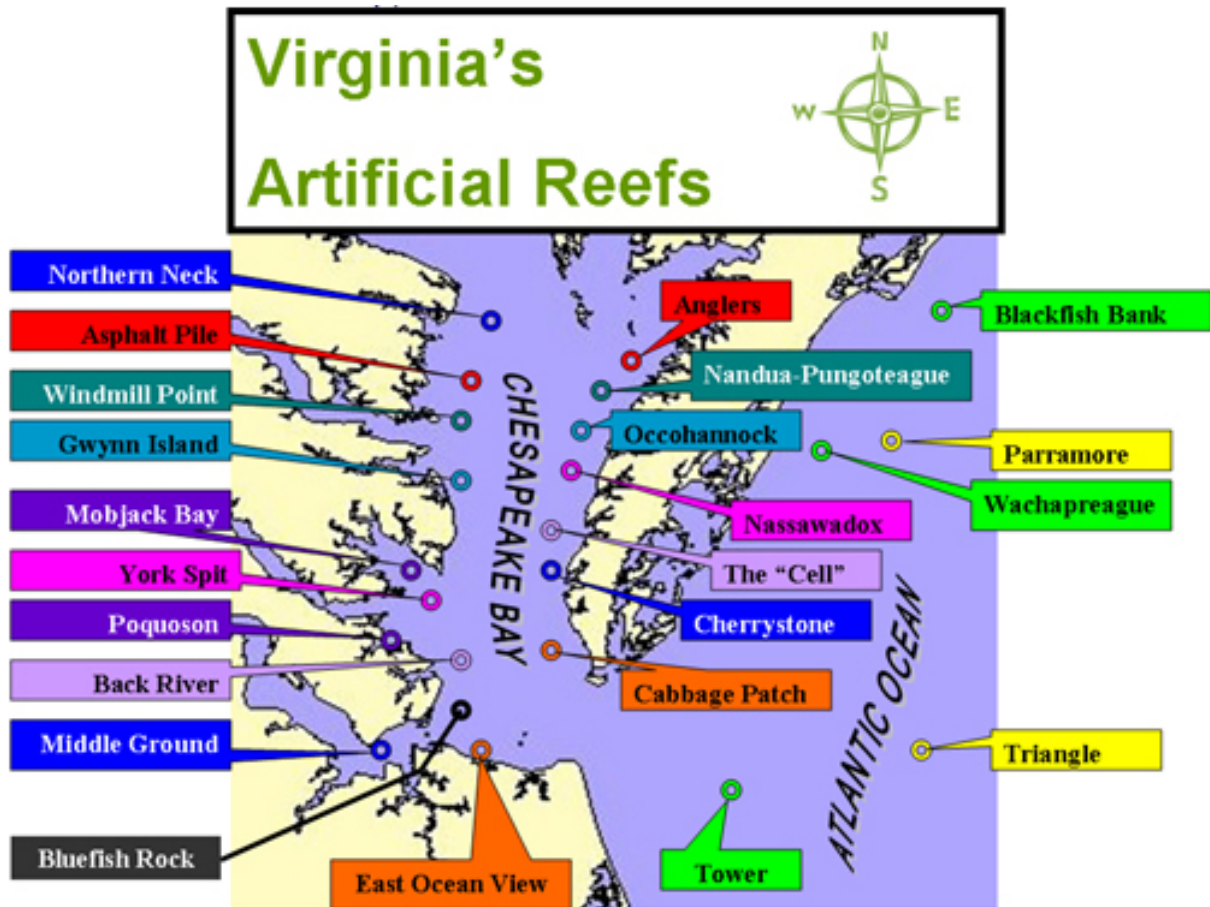 Virginia's
Artificial Reefs
N
W
E
S
Northern Neck
Asphalt Pile
Windmill Point
Gwynn Island
Mobjack Bay
York Spit
Poquoson
Back River
Middle Ground
Bluefish Rock
East Ocean View
CHESAPEAKE BAY
Anglers
Nandua-Pungoteague
Occohannock
Nassawadox
The “Cell”
Cherrystone
Cabbage Patch
Blackfish Bank
Parramore
Wachapreague
ATLANTIC OCEAN
Triangle
Tower